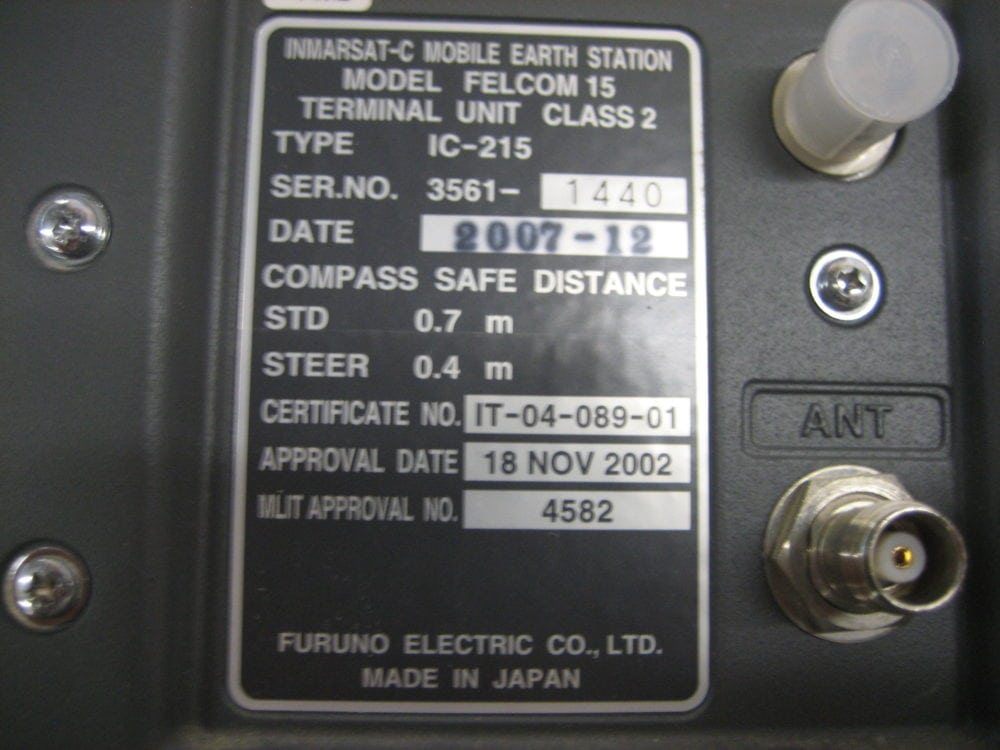 INMARSAT-C MOBILE EARTH STATION
MODEL FELCOM 15
TERMINAL UNIT CLASS 2
TYPE IC-215
SER.NO. 3561- 1440
DATE 2007-12
COMPASS SAFE DISTANCE
STD 0.7 m
STEER 0.4 m
CERTIFICATE NO. IT-04-089-01
APPROVAL DATE 18 NOV 2002
MLIT APPROVAL NO. 4582
FURUNO ELECTRIC CO., LTD.
MADE IN JAPAN
ANT